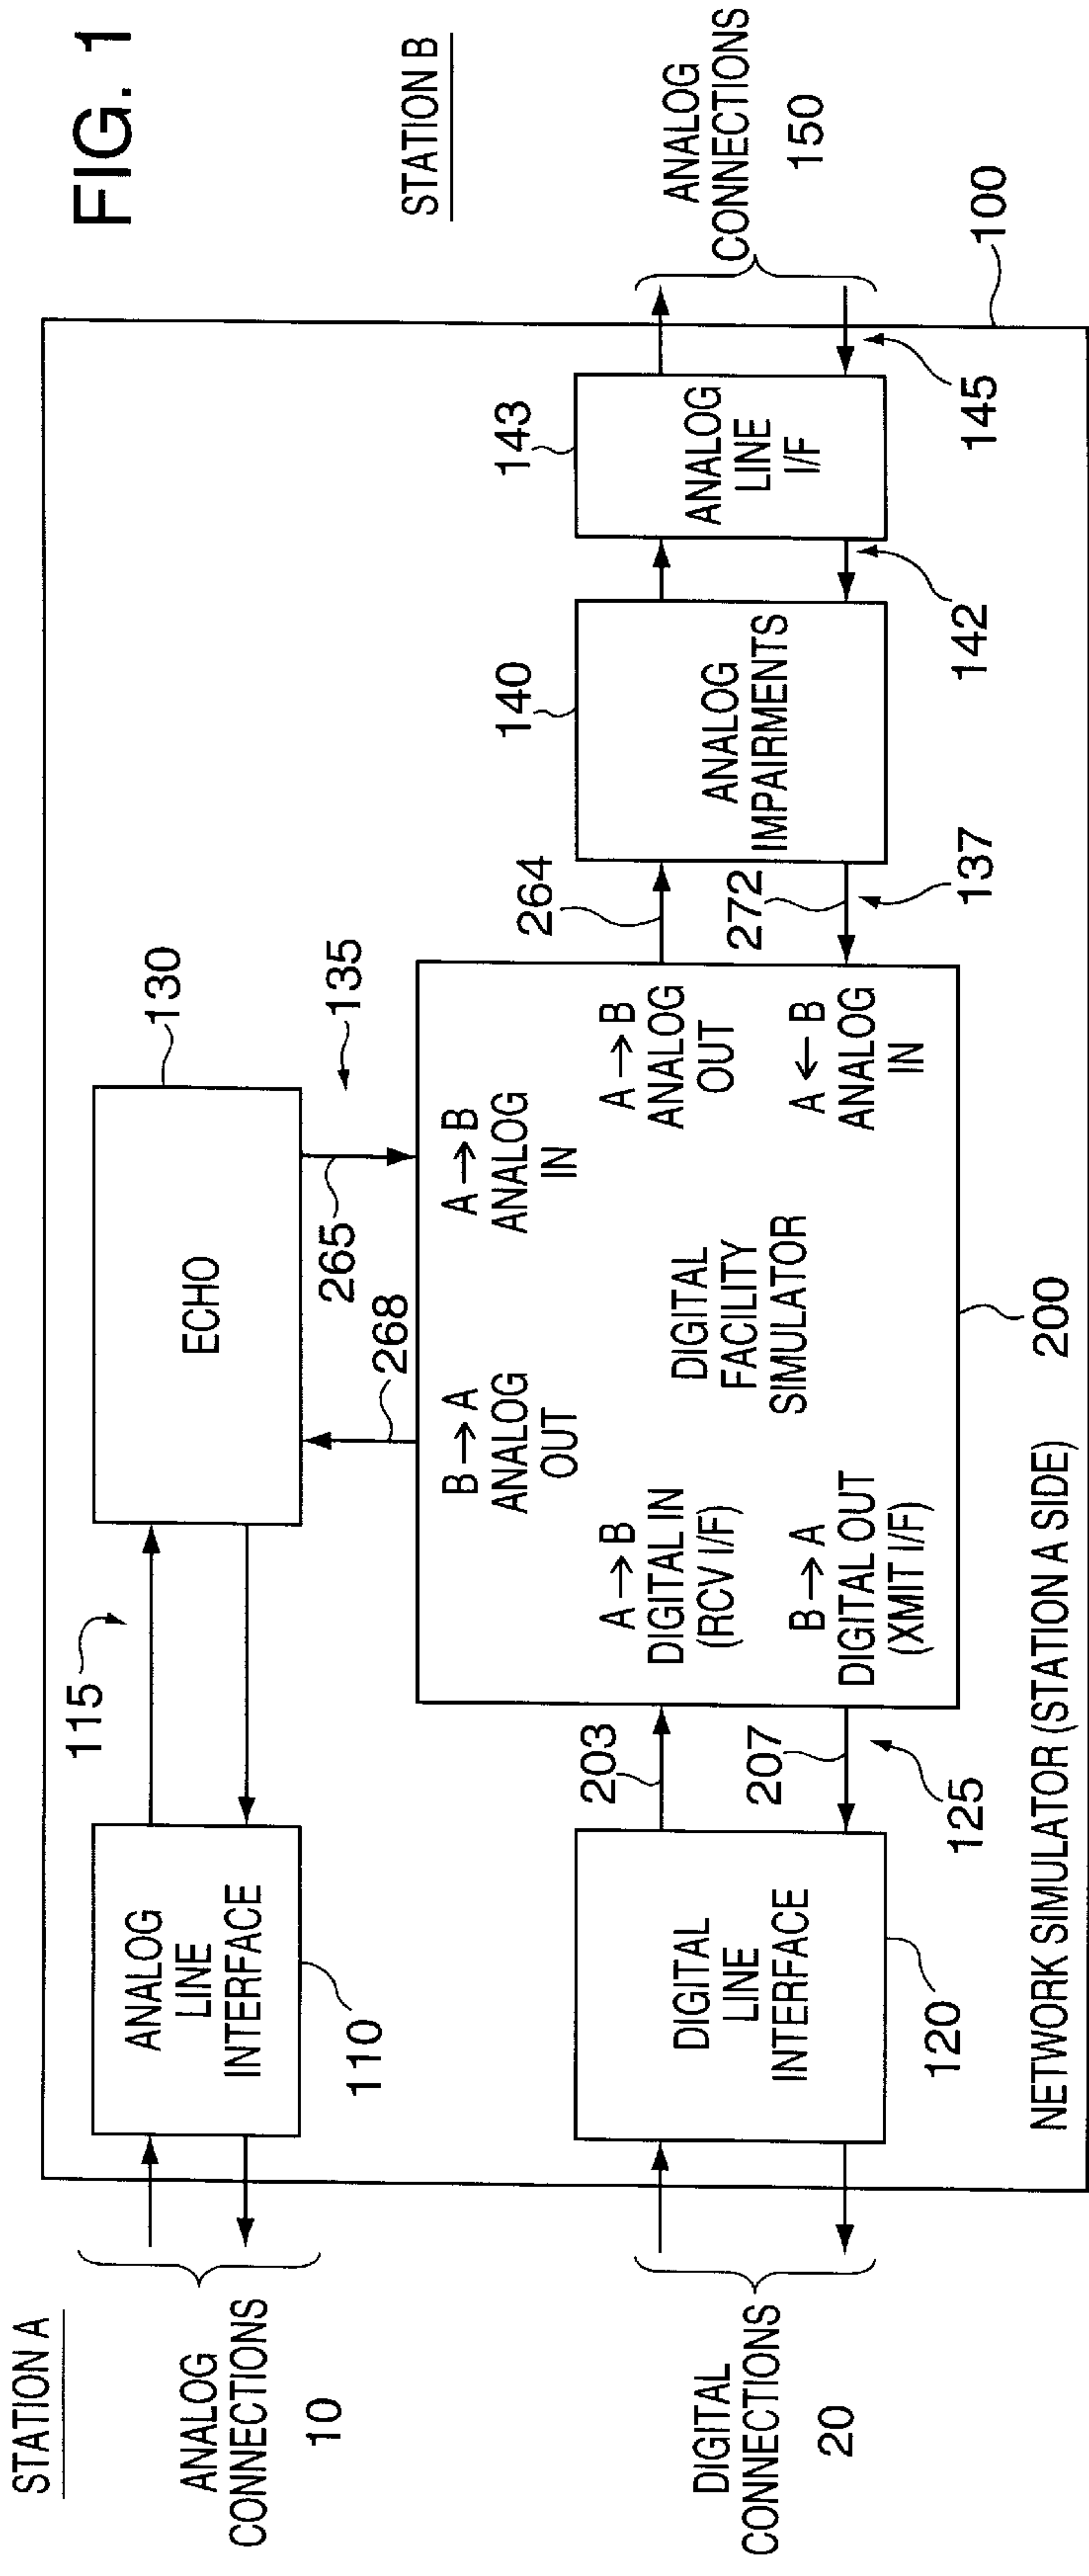 FIG. 1
STATION A
STATION B
ANALOG
CONNECTIONS
10
115
ANALOG
LINE
INTERFACE
110
ECHO
130
135
265
268
B→A
ANALOG
OUT
A→B
ANALOG
IN
DIGITAL
CONNECTIONS
20
DIGITAL
LINE
INTERFACE
120
203
207
125
A→B
DIGITAL IN
(RCV I/F)
B→A
DIGITAL OUT
(XMIT I/F)
DIGITAL
FACILITY
SIMULATOR
200
A→B
ANALOG
OUT
A←B
ANALOG
IN
264
272
137
140
ANALOG
IMPAIRMENTS
142
143
ANALOG
LINE
I/F
145
ANALOG
CONNECTIONS
150
100
NETWORK SIMULATOR (STATION A SIDE)